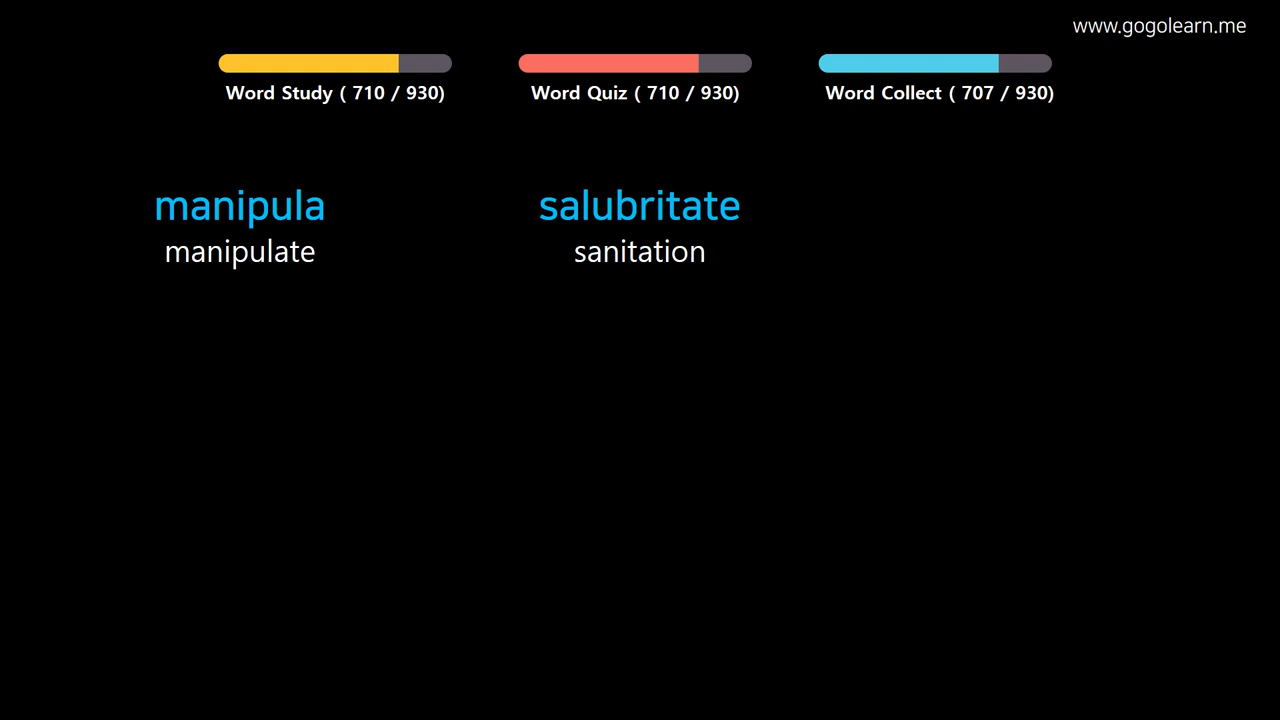 www.gogolearn.me
Word Study ( 710 / 930)
Word Quiz ( 710 / 930)
Word Collect ( 707 / 930)
manipula
manipulate
salubritate
sanitation